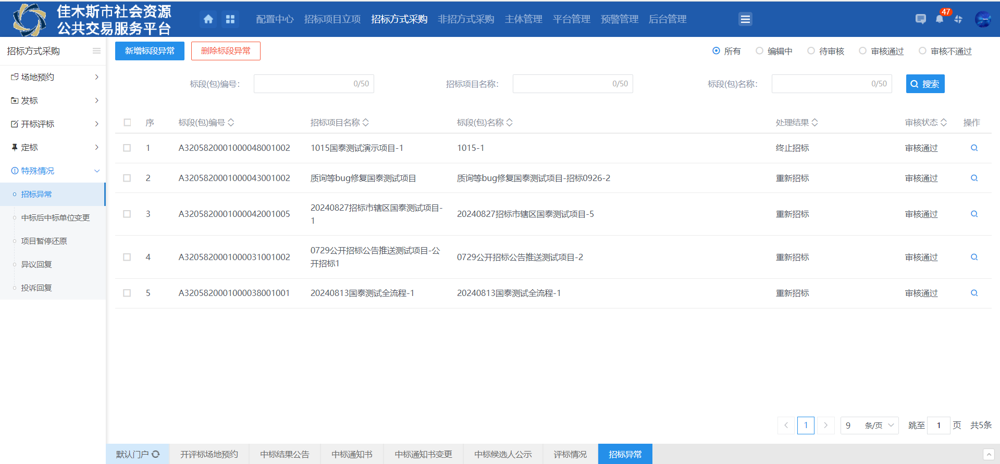 佳木斯市社会资源
公共交易服务平台
配置中心 招标项目立项 招标方式采购 非招方式采购 主体管理 平台管理 预警管理 后台管理
47
招标方式采购
场地预约
发标
开标评标
定标
特殊情况
招标异常
中标后中标单位变更
项目暂停还原
异议回复
投诉回复
新增标段异常 删除标段异常
所有 编辑中 待审核 审核通过 审核不通过
标段(包)编号： 0/50 招标项目名称： 0/50 标段(包)名称： 0/50 搜索
序 标段(包)编号 招标项目名称 标段(包)名称 处理结果 审核状态 操作
1 A3205820001000048001002 1015国泰测试演示项目-1 1015-1 终止招标 审核通过
2 A3205820001000043001002 质询等bug修复国泰测试项目 质询等bug修复国泰测试项目-招标0926-2 重新招标 审核通过
3 A3205820001000042001005 20240827招标市辖区国泰测试项目-
1 20240827招标市辖区国泰测试项目-5 重新招标 审核通过
4 A3205820001000031001002 0729公开招标公告推送测试项目-公
开招标1 0729公开招标公告推送测试项目-2 重新招标 审核通过
5 A3205820001000038001001 20240813国泰测试全流程-1 20240813国泰测试全流程-1 重新招标 审核通过
1 9 条/页 跳至 1 页 共5条
默认门户 开评标场地预约 中标结果公告 中标通知书 中标通知书变更 中标候选人公示 评标情况 招标异常